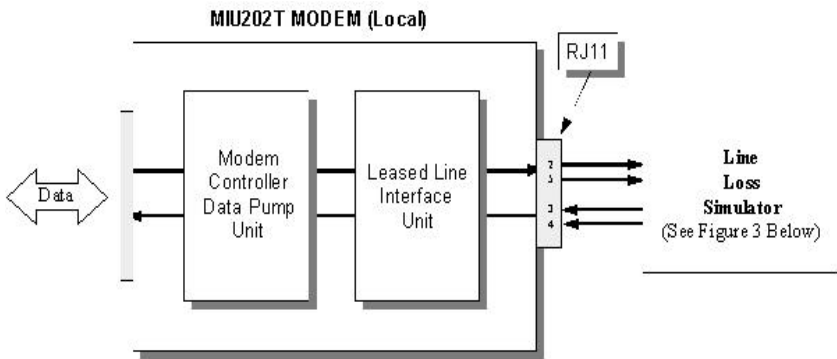 MIU202T MODEM (Local)
RJ11
Data
Modem
Controller
Data Pump
Unit
Leased Line
Interface
Unit
2
5
3
4
Line
Loss
Simulator
(See Figure 3 Below)